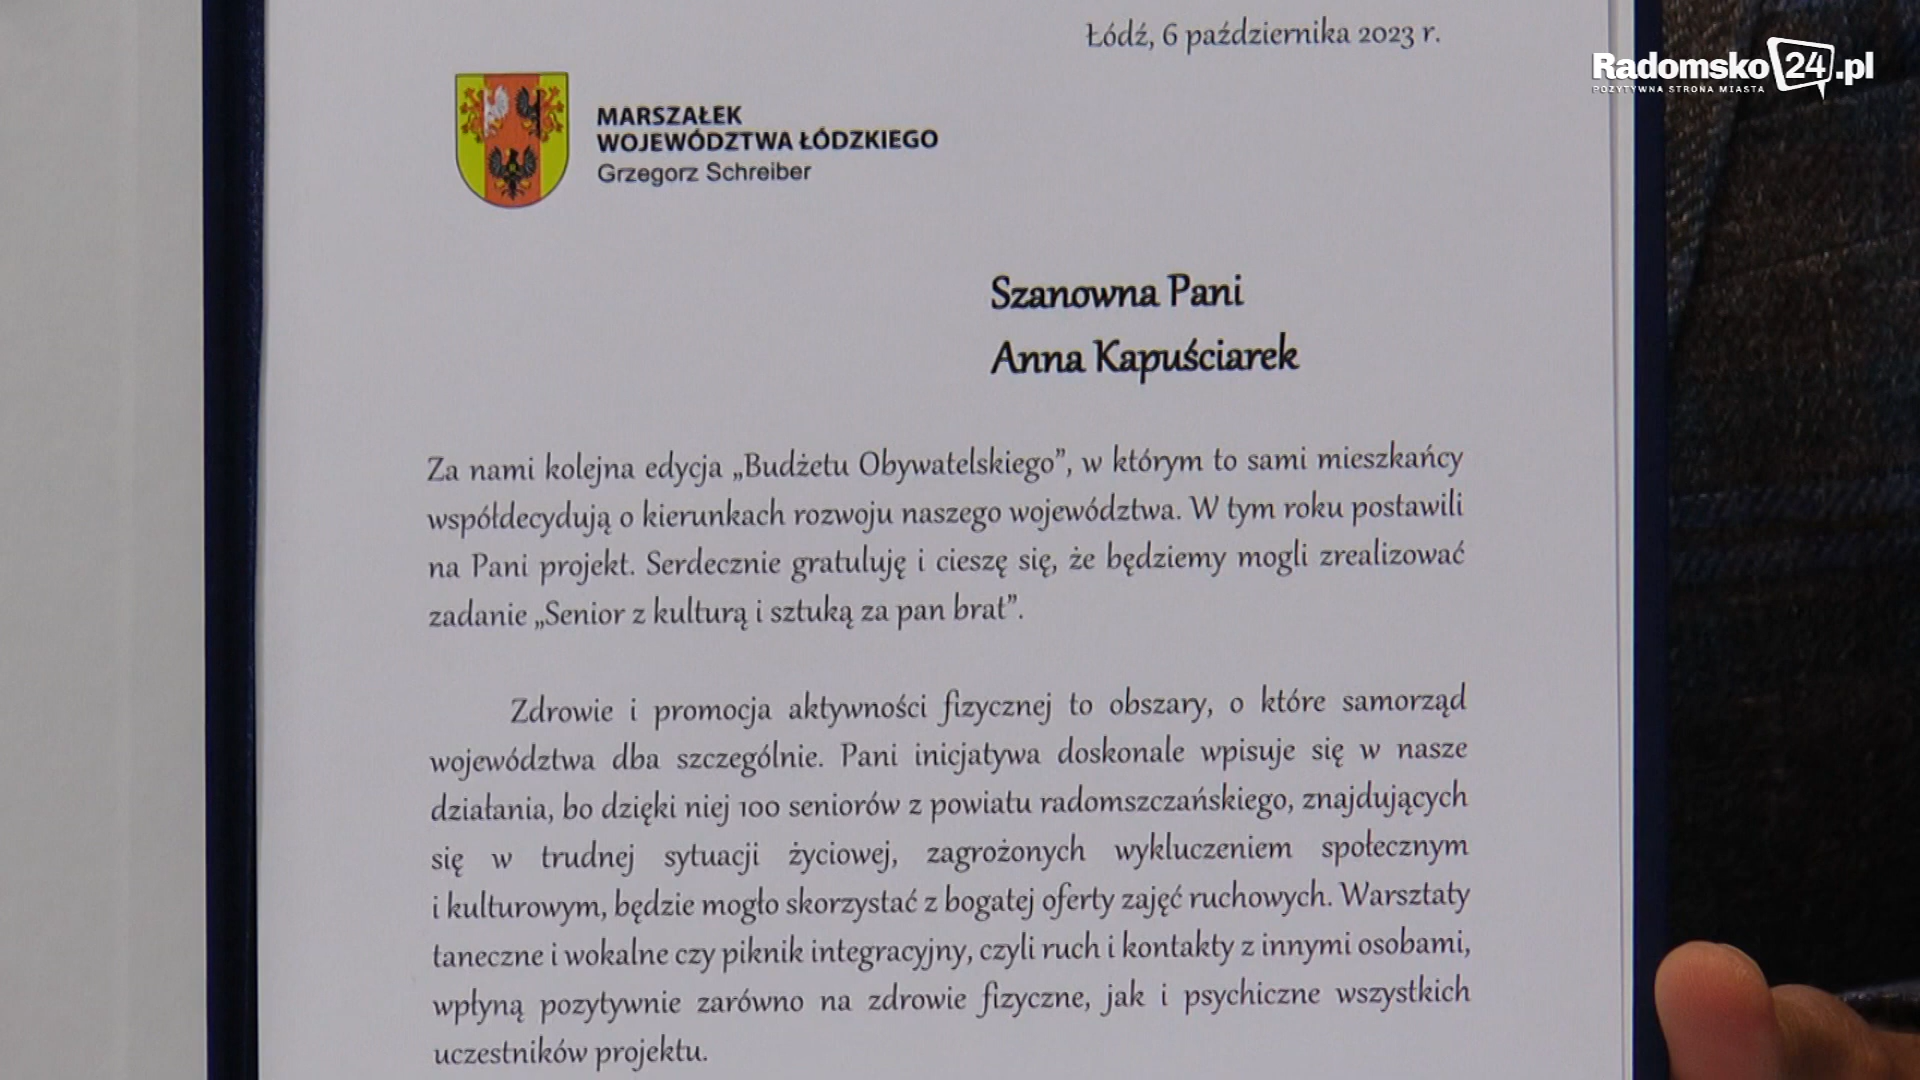 Łódź, 6 października 2023 r.
Radomsko24.pl
POZYTYWNA STRONA MIASTA
MARSZAŁEK
WOJEWÓDZTWA ŁÓDZKIEGO
Grzegorz Schreiber
Szanowna Pani
Anna Kapuściarek
Za nami kolejna edycja „Budżetu Obywatelskiego”, w którym to sami mieszkańcy
współdecydują o kierunkach rozwoju naszego województwa. W tym roku postawili
na Pani projekt. Serdecznie gratuluję i cieszę się, że będziemy mogli zrealizować
zadanie „Senior z kulturą i sztuką za pan brat”.
Zdrowie i promocja aktywności fizycznej to obszary, o które samorząd
województwa dba szczególnie. Pani inicjatywa doskonale wpisuje się w nasze
działania, bo dzięki niej 100 seniorów z powiatu radomszczańskiego, znajdujących
się w trudnej sytuacji życiowej, zagrożonych wykluczeniem społecznym
i kulturowym, będzie mogło skorzystać z bogatej oferty zajęć ruchowych. Warsztaty
taneczne i wokalne czy piknik integracyjny, czyli ruch i kontakty z innymi osobami,
wpłyną pozytywnie zarówno na zdrowie fizyczne, jak i psychiczne wszystkich
uczestników projektu.